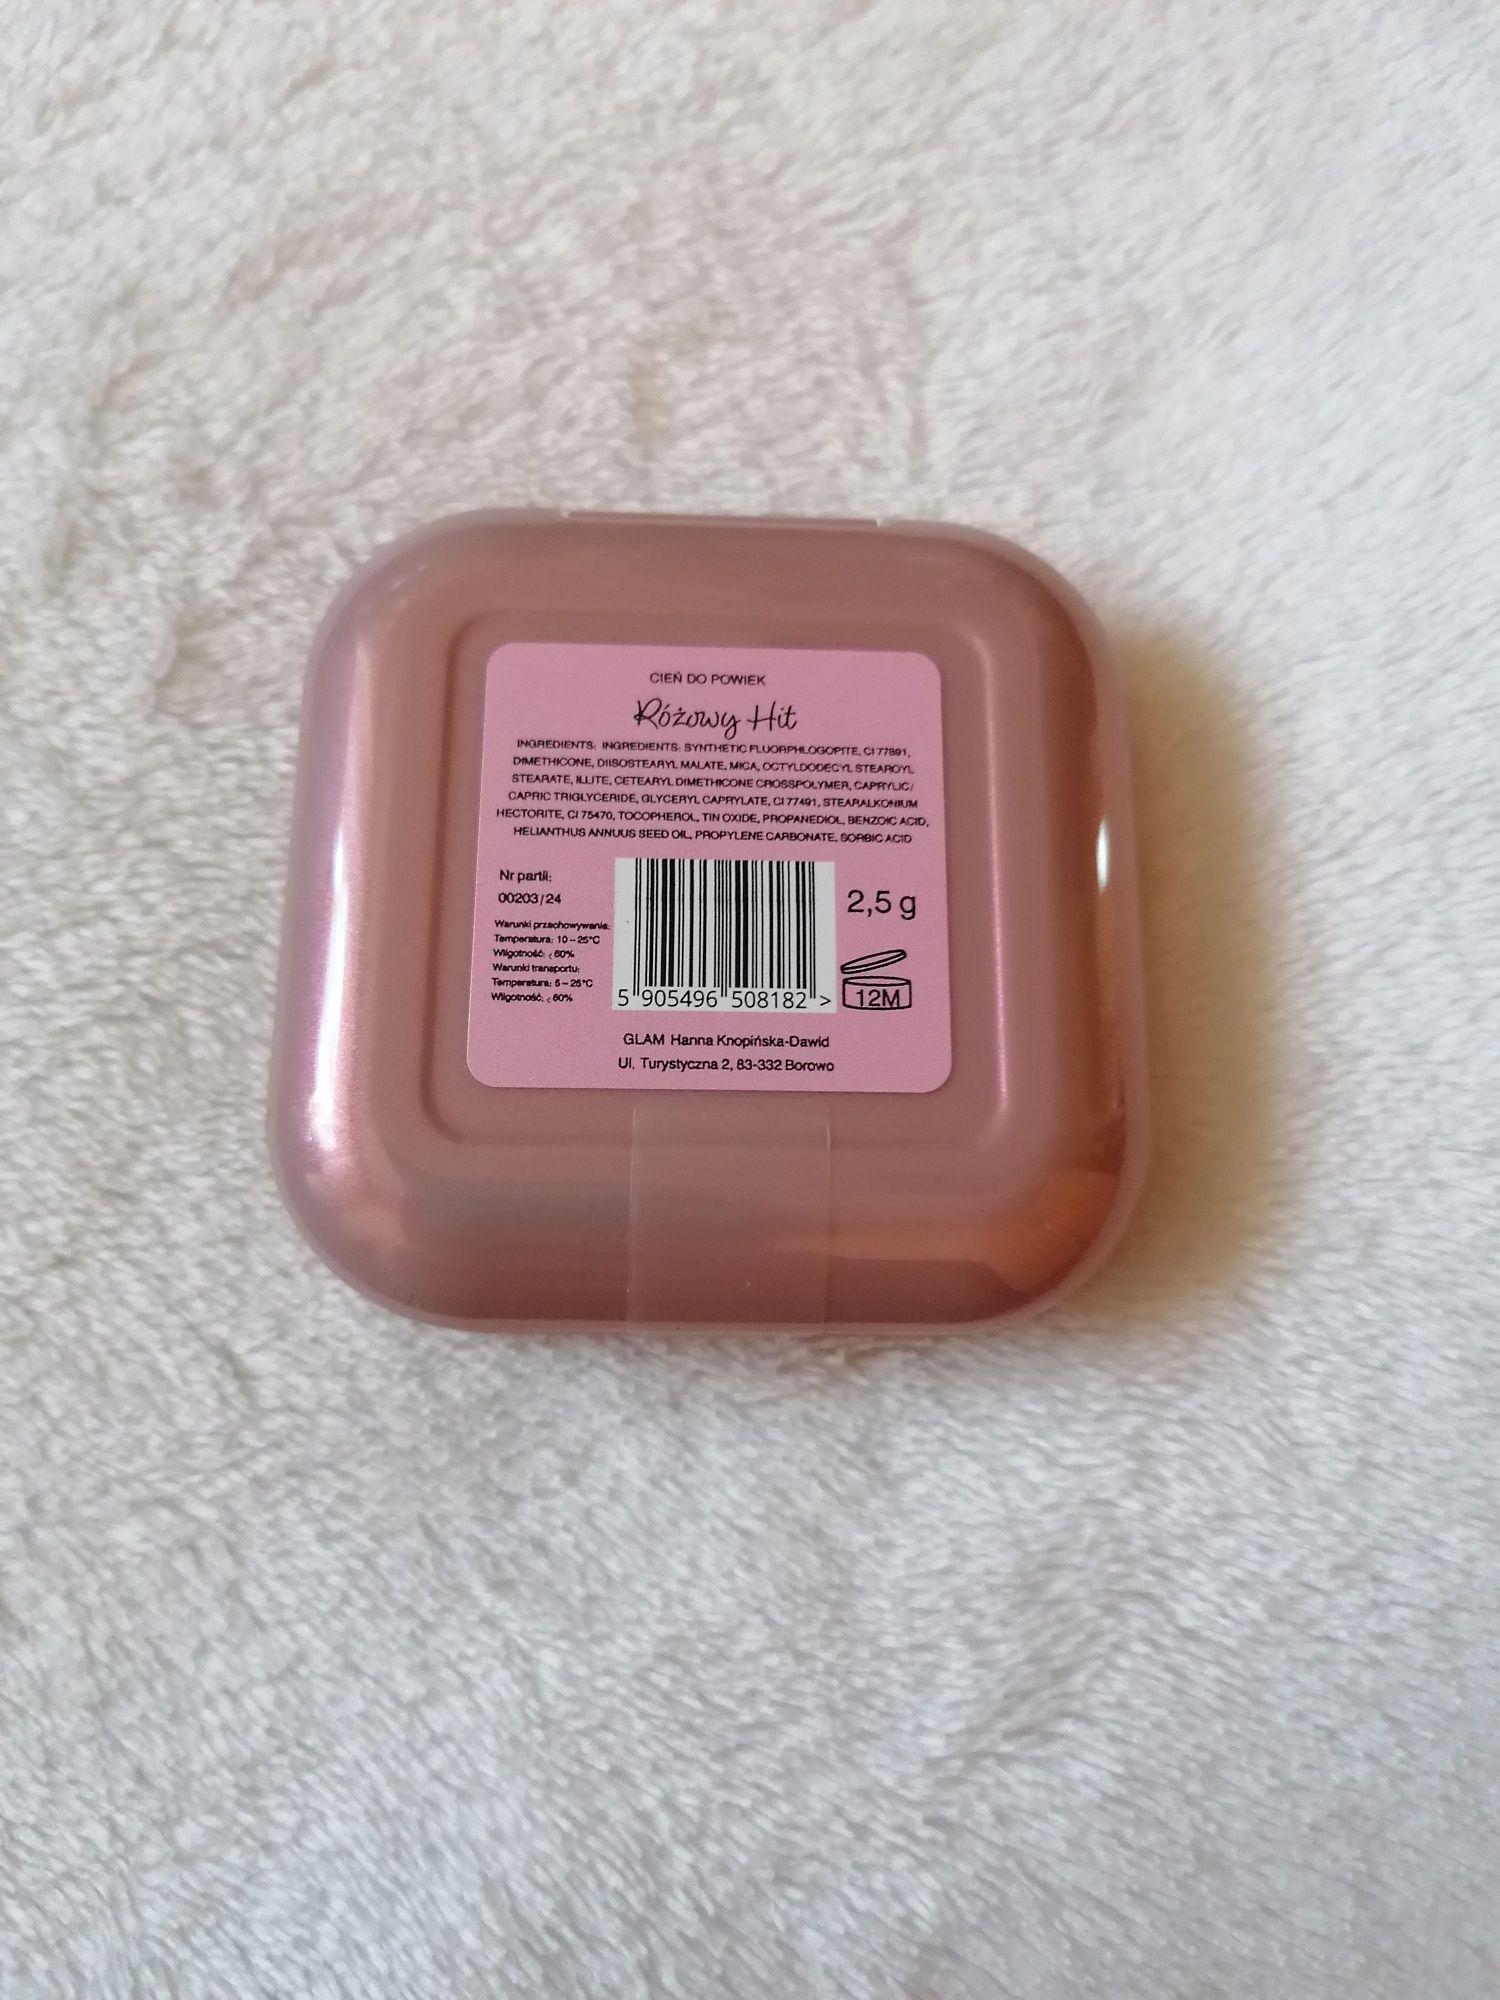 CIEŃ DO POWIEK
Różowy Hit
INGREDIENTS: INGREDIENTS: SYNTHETIC FLUORPHLOGOPITE, CI 77891,
DIMETHICONE, DIISOSTEARYL MALATE, MICA, OCTYLDODECYL STEAROYL
STEARATE, ILLITE, CETEARYL DIMETHICONE CROSSPOLYMER, CAPRYLIC/
CAPRIC TRIGLYCERIDE, GLYCERYL CAPRYLATE, CI 77491, STEARALKONIUM
HECTORITE, CI 75470, TOCOPHEROL, TIN OXIDE, PROPANEDIOL, BENZOIC ACID,
HELIANTHUS ANNUUS SEED OIL, PROPYLENE CARBONATE, SORBIC ACID
Nr partii:
00203/24
Warunki przechowywania:
Temperatura: 10 – 25°C
Wilgotność: < 60%
Warunki transportu:
Temperatura: 5 – 25°C
Wilgotność: < 60%
5 905496 508182 >
2,5 g
12M
GLAM Hanna Knopińska-Dawid
Ul. Turystyczna 2, 83-332 Borowo